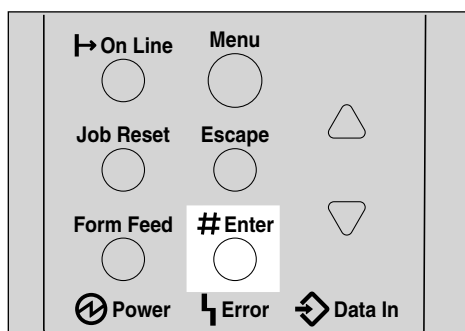 On Line Menu
Job Reset Escape
Form Feed # Enter
Power Error Data In